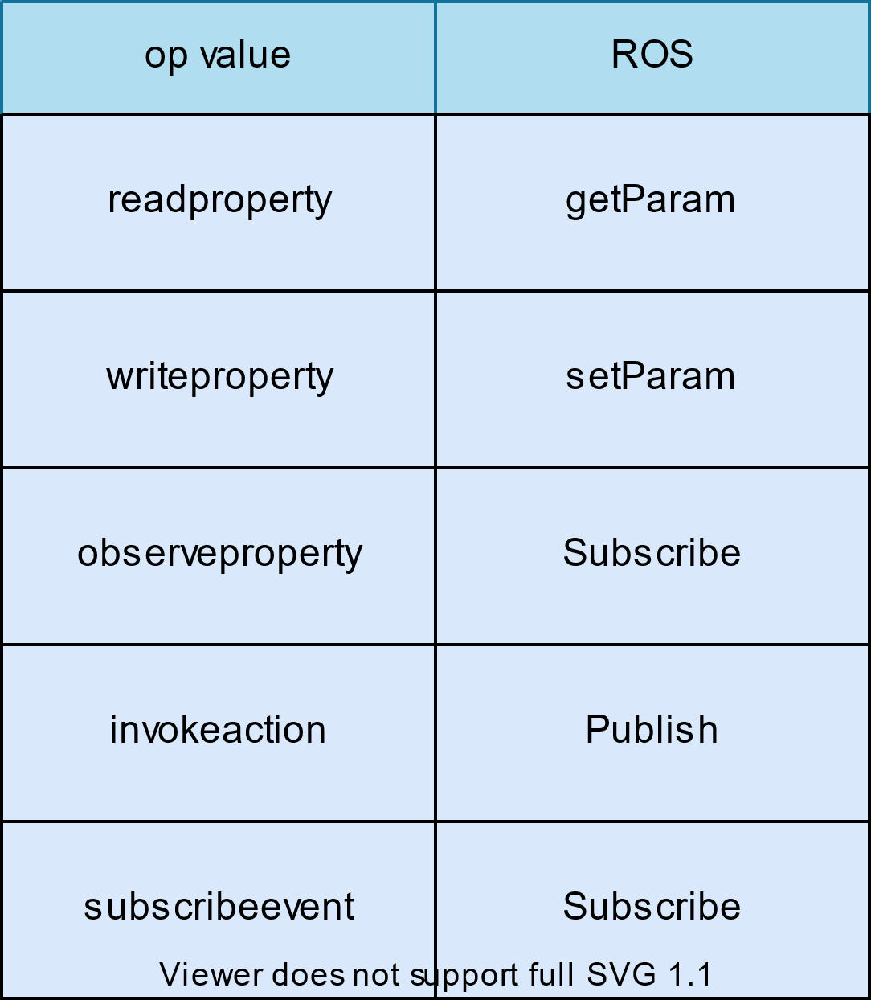 op value ROS
readproperty getParam
writeproperty setParam
observeproperty Subscribe
invokeaction Publish
subscribeevent Subscribe
Viewer does not support full SVG 1.1